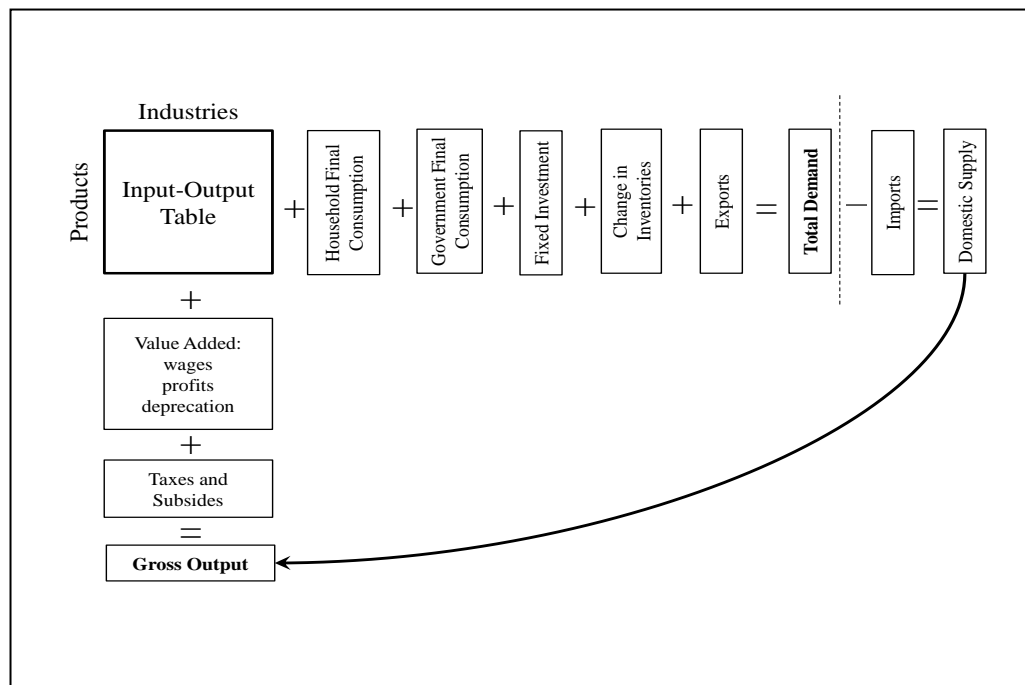 Industries
Products
Input-Output
Table
+
Household Final
Consumption
+
Government Final
Consumption
+
Fixed Investment
+
Change in
Inventories
+
Exports
=
Total Demand
−
Imports
=
Domestic Supply
+
Value Added:
wages
profits
deprecation
+
Taxes and
Subsides
=
Gross Output